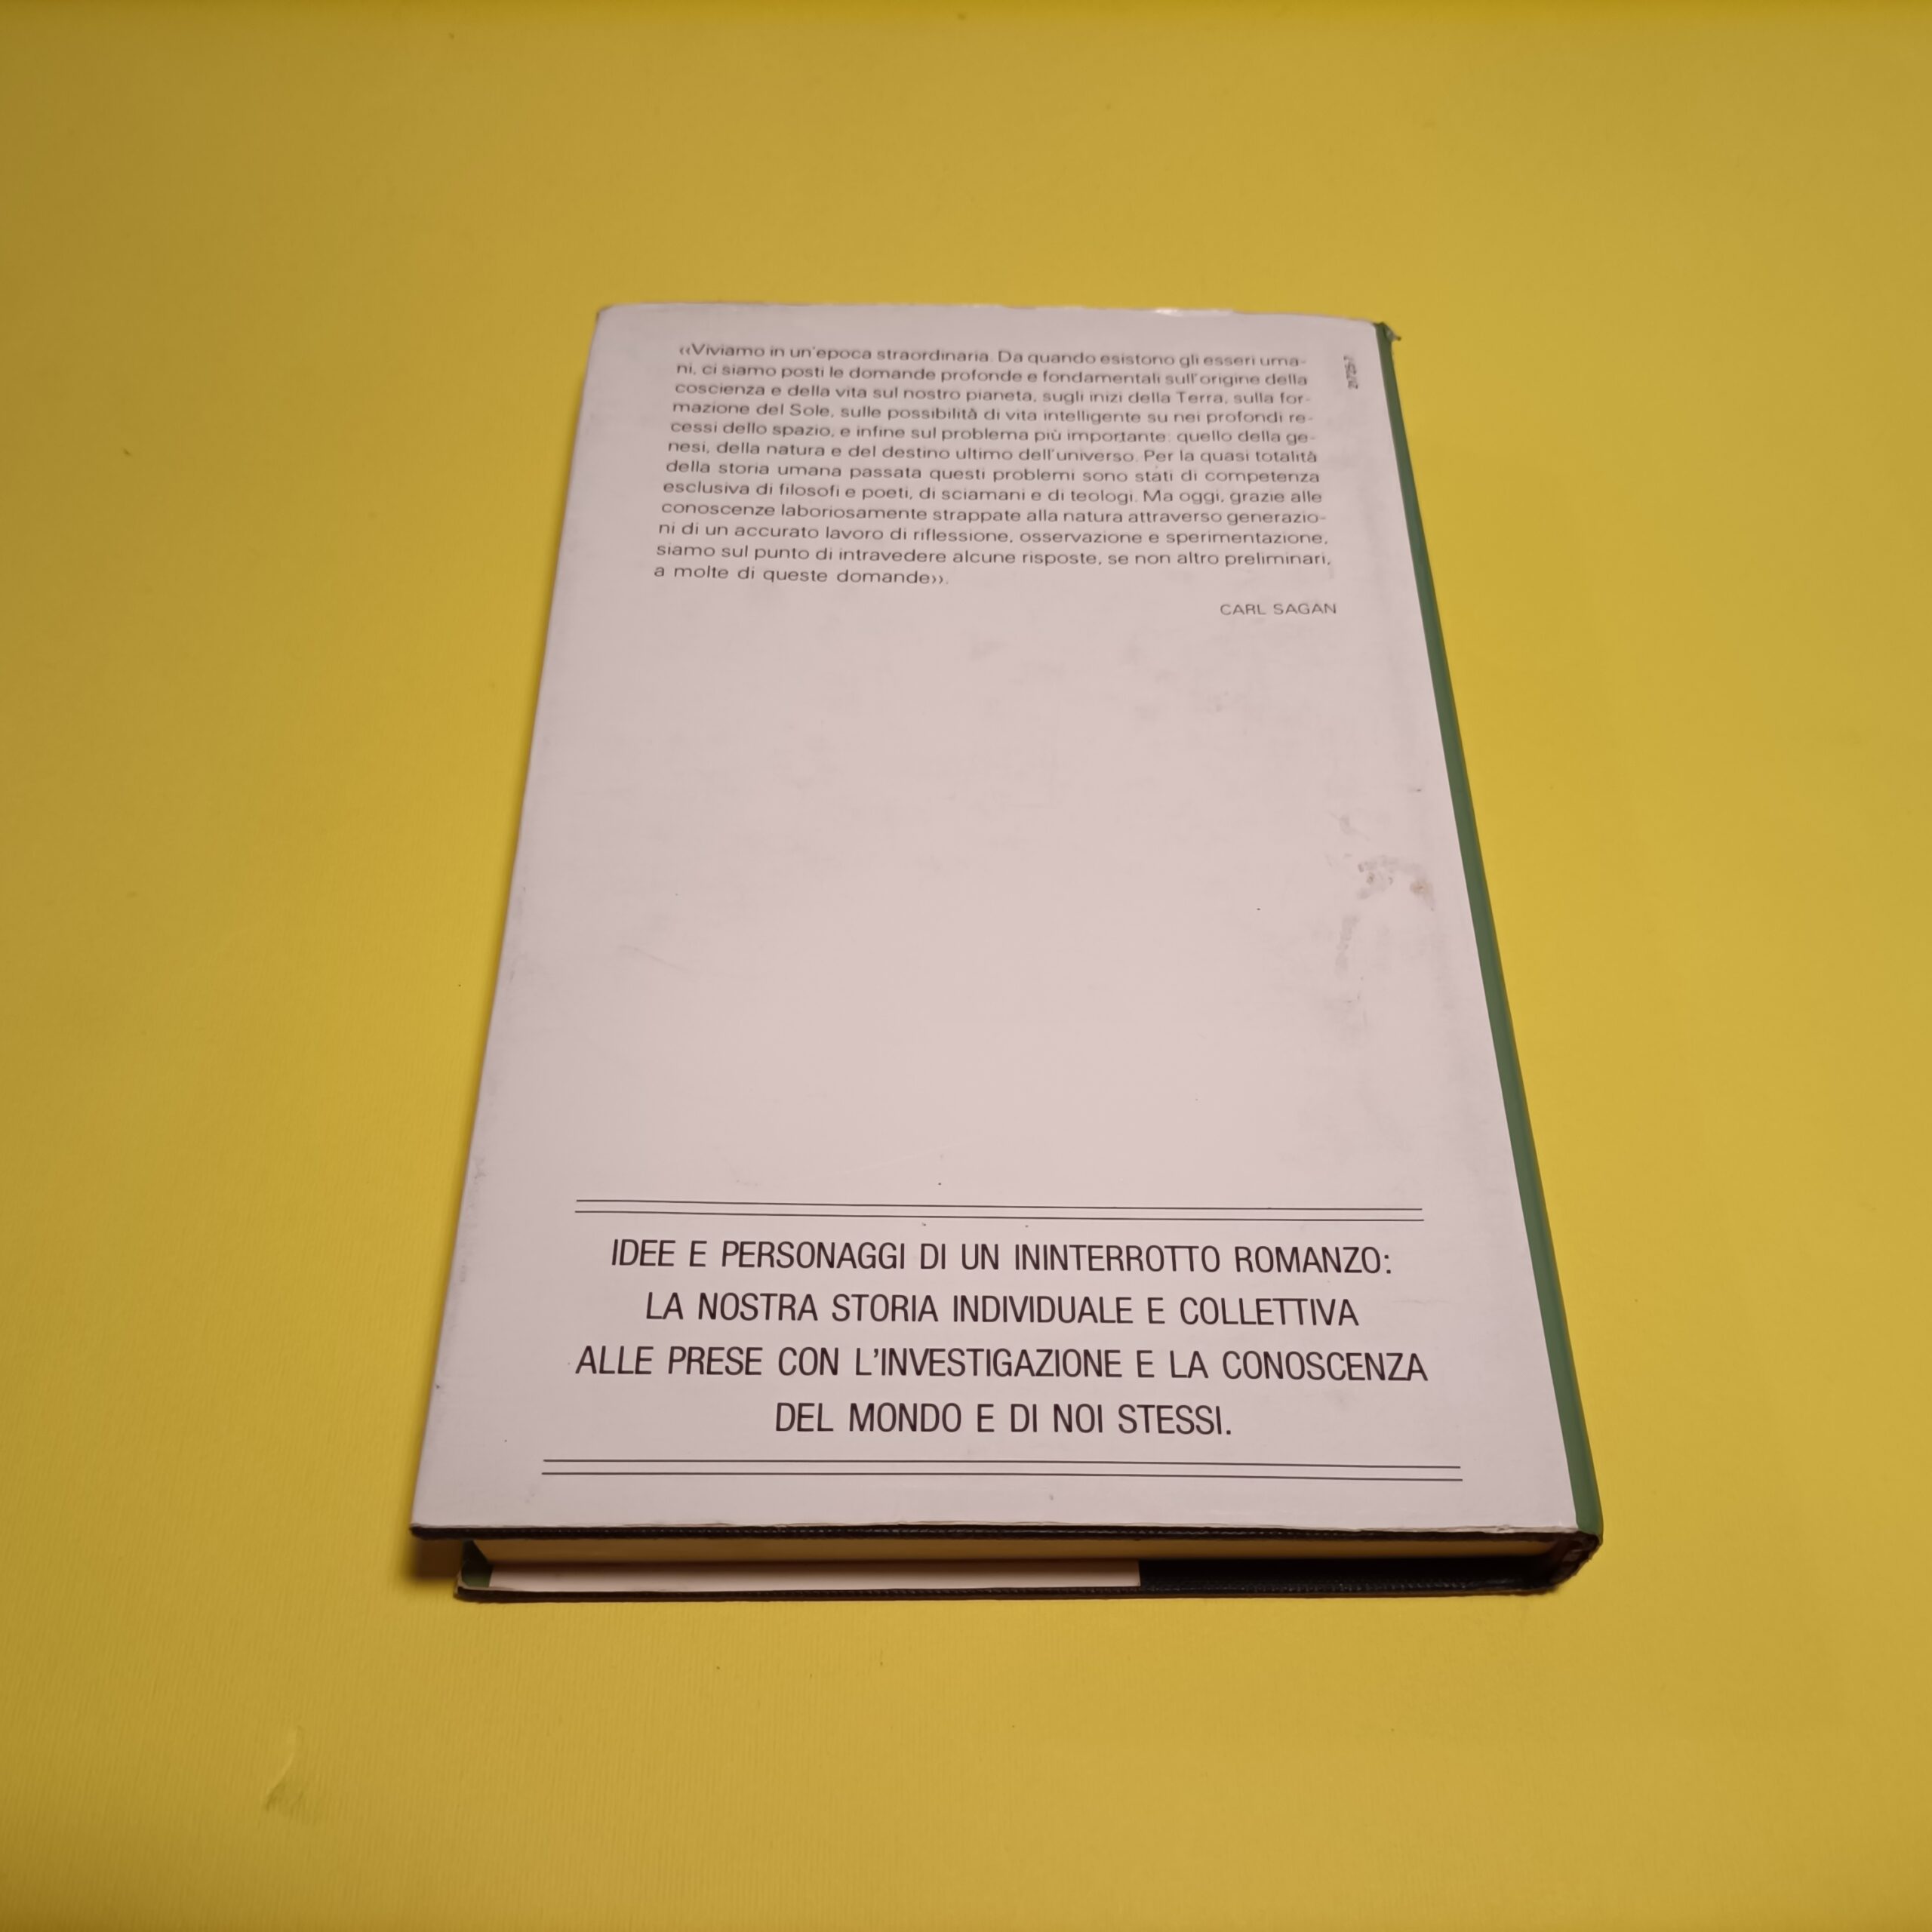 ‹‹Viviamo in un'epoca straordinaria. Da quando esistono gli esseri uma-
ni, ci siamo posti le domande profonde e fondamentali sull'origine della
coscienza e della vita sul nostro pianeta, sugli inizi della Terra, sulla for-
mazione del Sole, sulle possibilità di vita intelligente su nei profondi re-
cessi dello spazio, e infine sul problema più importante: quello della ge-
nesi, della natura e del destino ultimo dell'universo. Per la quasi totalità
della storia umana passata questi problemi sono stati di competenza
esclusiva di filosofi e poeti, di sciamani e di teologi. Ma oggi, grazie alle
conoscenze laboriosamente strappate alla natura attraverso generazio-
ni di un accurato lavoro di riflessione, osservazione e sperimentazione,
siamo sul punto di intravedere alcune risposte, se non altro preliminari,
a molte di queste domande››.
CARL SAGAN
IDEE E PERSONAGGI DI UN ININTERROTTO ROMANZO:
LA NOSTRA STORIA INDIVIDUALE E COLLETTIVA
ALLE PRESE CON L'INVESTIGAZIONE E LA CONOSCENZA
DEL MONDO E DI NOI STESSI.